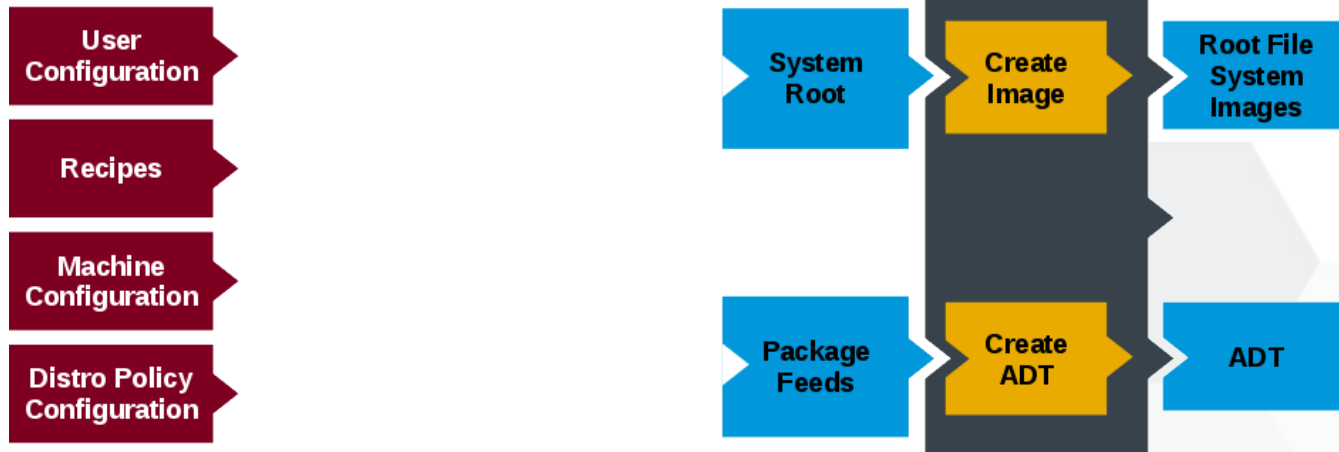 User
Configuration
Recipes
Machine
Configuration
Distro Policy
Configuration
System
Root
Package
Feeds
Create
Image
Create
ADT
Root File
System
Images
ADT